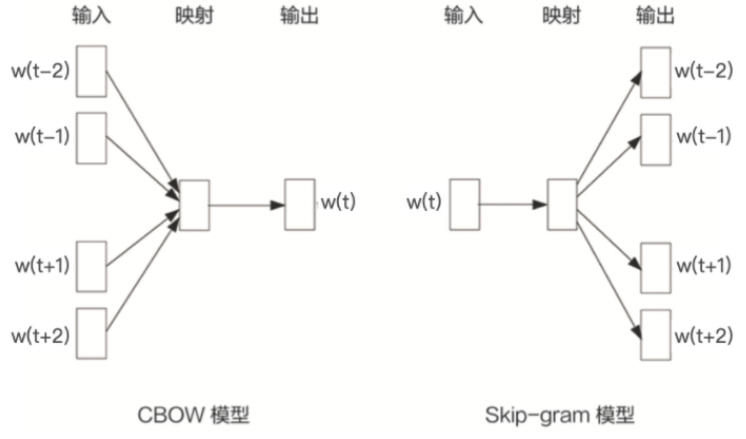 输入 映射 输出
w(t-2)
w(t-1)
w(t)
w(t+1)
w(t+2)
CBOW 模型
输入 映射 输出
w(t)
w(t-2)
w(t-1)
w(t+1)
w(t+2)
Skip-gram 模型